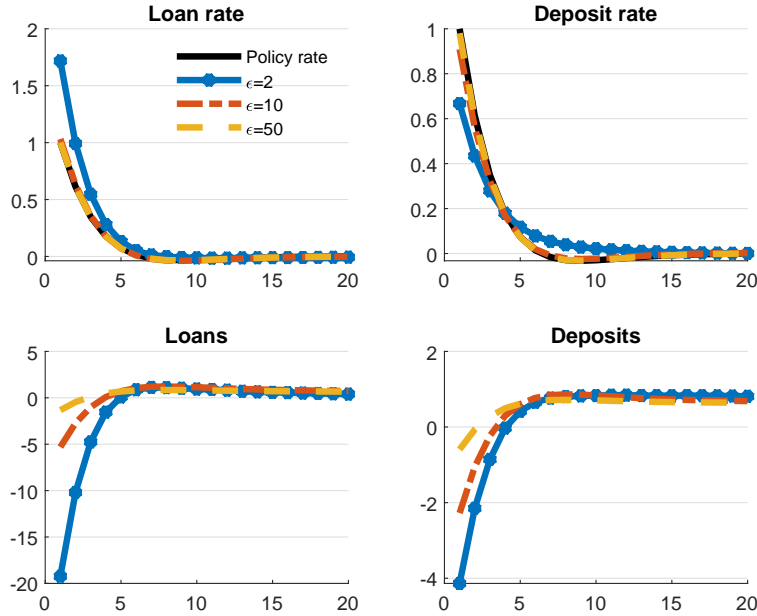 Loan rate
2
1.5
1
0.5
0
0 5 10 15 20
Policy rate
ϵ=2
ϵ=10
ϵ=50
Deposit rate
1
0.8
0.6
0.4
0.2
0
0 5 10 15 20
Loans
5
0
-5
-10
-15
-20
0 5 10 15 20
Deposits
2
0
-2
-4
0 5 10 15 20